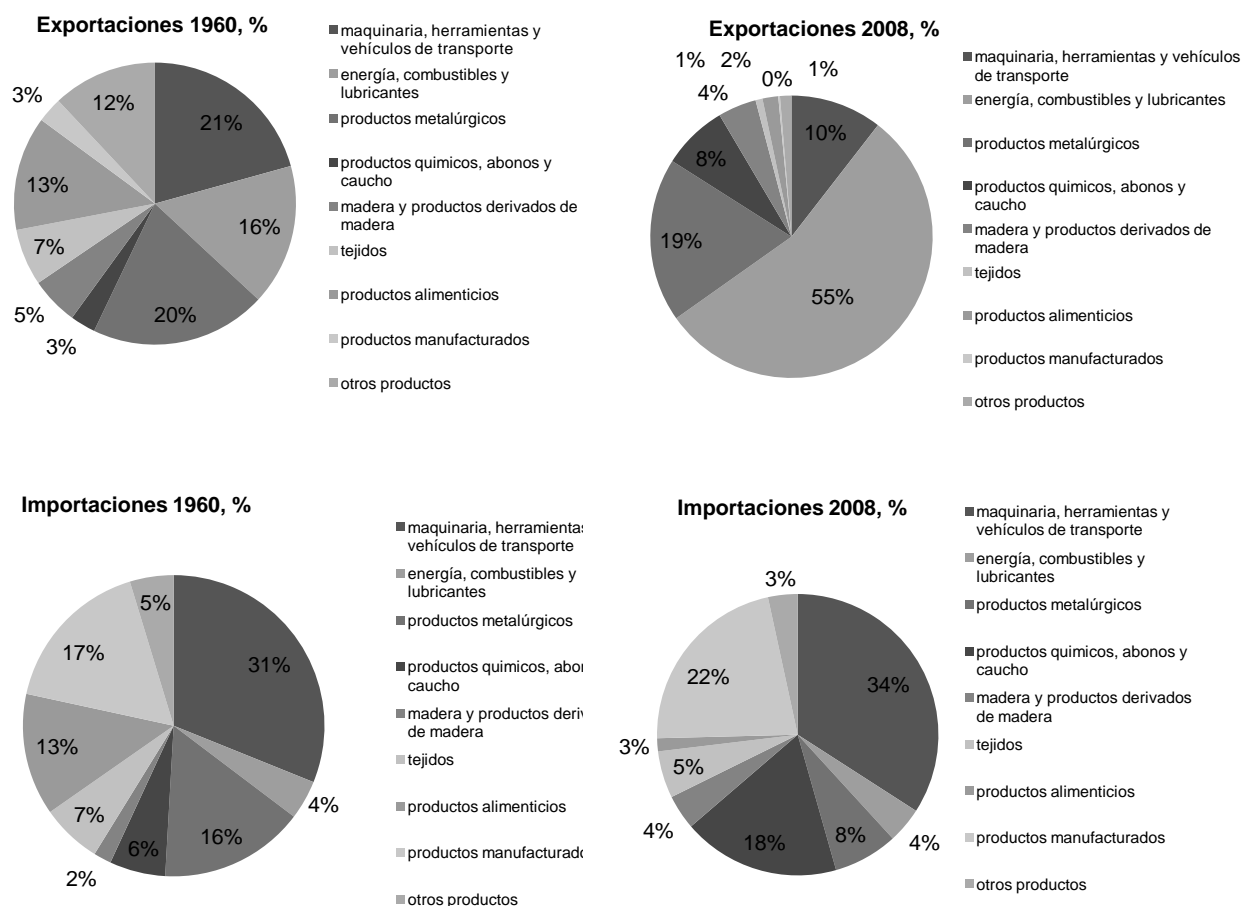 Exportaciones 1960, %
3%
12%
21%
13%
16%
7%
5%
20%
3%
maquinaria, herramientas y
vehículos de transporte
energía, combustibles y
lubricantes
productos metalúrgicos
productos quimicos, abonos y
caucho
madera y productos derivados de
madera
tejidos
productos alimenticios
productos manufacturados
otros productos
Exportaciones 2008, %
1%
2%
0%
1%
4%
10%
8%
19%
55%
maquinaria, herramientas y vehículos
de transporte
energía, combustibles y lubricantes
productos metalúrgicos
productos quimicos, abonos y
caucho
madera y productos derivados de
madera
tejidos
productos alimenticios
productos manufacturados
otros productos
Importaciones 1960, %
5%
17%
31%
13%
4%
7%
16%
6%
2%
maquinaria, herramientas
vehículos de transporte
energía, combustibles y
lubricantes
productos metalúrgicos
productos quimicos, abon
caucho
madera y productos deriv
de madera
tejidos
productos alimenticios
productos manufacturado
otros productos
Importaciones 2008, %
3%
22%
34%
3%
5%
4%
18%
8%
4%
maquinaria, herramientas y
vehículos de transporte
energía, combustibles y
lubricantes
productos metalúrgicos
productos quimicos, abonos y
caucho
madera y productos derivados
de madera
tejidos
productos alimenticios
productos manufacturados
otros productos